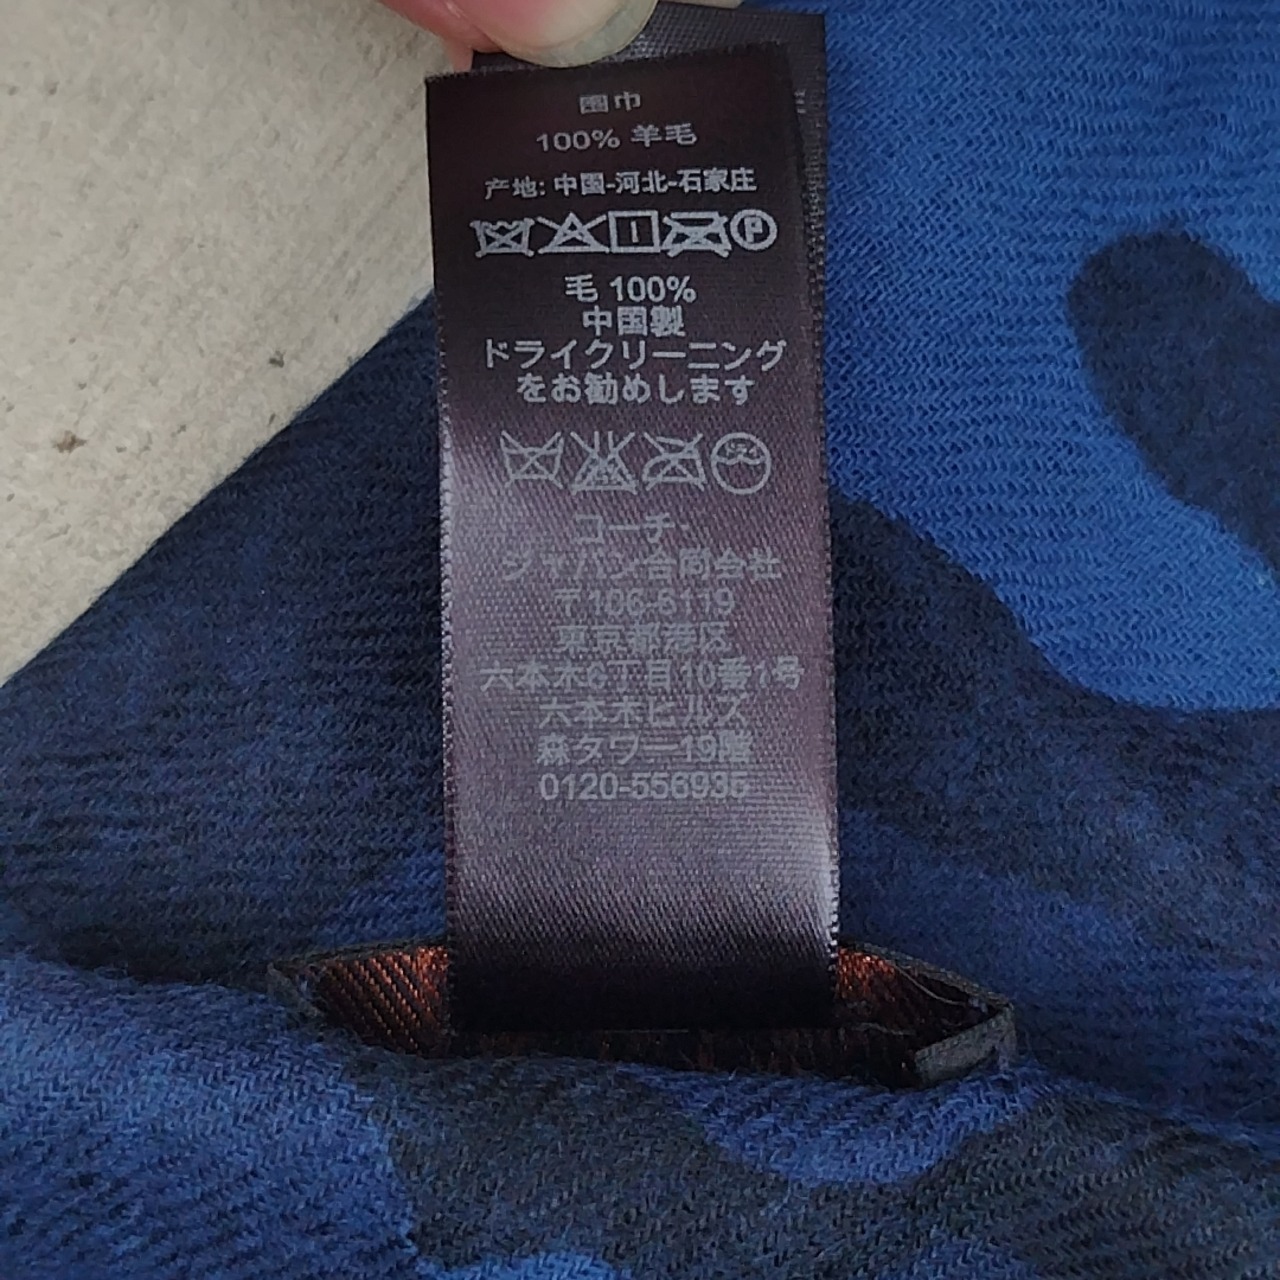 围巾
100% 羊毛
产地: 中国-河北-石家庄
P
毛 100%
中国製
ドライクリーニング
をお勧めします
コーチ・
ジャパン合同会社
〒106-6119
東京都港区
六本木6丁目10番1号
六本木ヒルズ
森タワー19階
0120-556936